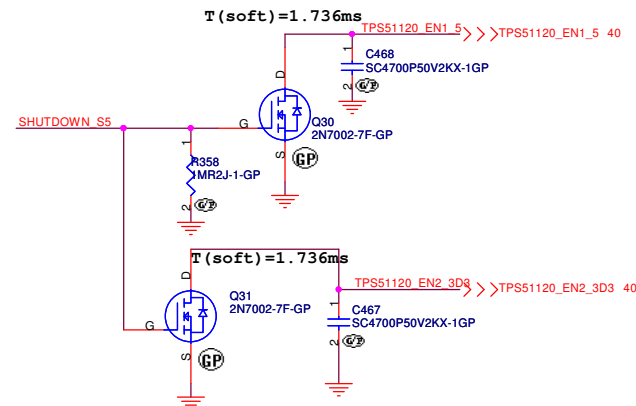 T(soft)=1.736ms
TPS51120_EN1_5
TPS51120_EN1_5 40
1
C468
SC4700P50V2KX-1GP
2
G/P
D
SHUTDOWN_S5
G
Q30
2N7002-7F-GP
S
GP
1
R358
1MR2J-1-GP
2
G/P
T(soft)=1.736ms
D
TPS51120_EN2_3D3
TPS51120_EN2_3D3 40
Q31
2N7002-7F-GP
1
C467
SC4700P50V2KX-1GP
G
2
G/P
S
GP